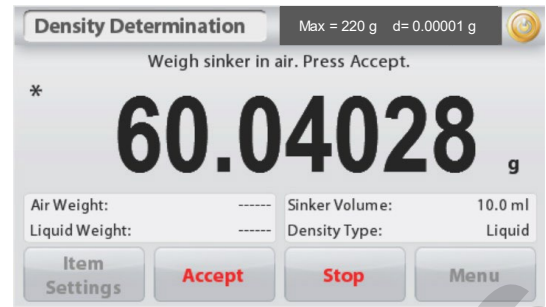 Density Determination Max = 220 g d= 0.00001 g
Weigh sinker in air. Press Accept.
*
60.04028 g
Air Weight: ------ Sinker Volume: 10.0 ml
Liquid Weight: ------ Density Type: Liquid
Item Settings Accept Stop Menu